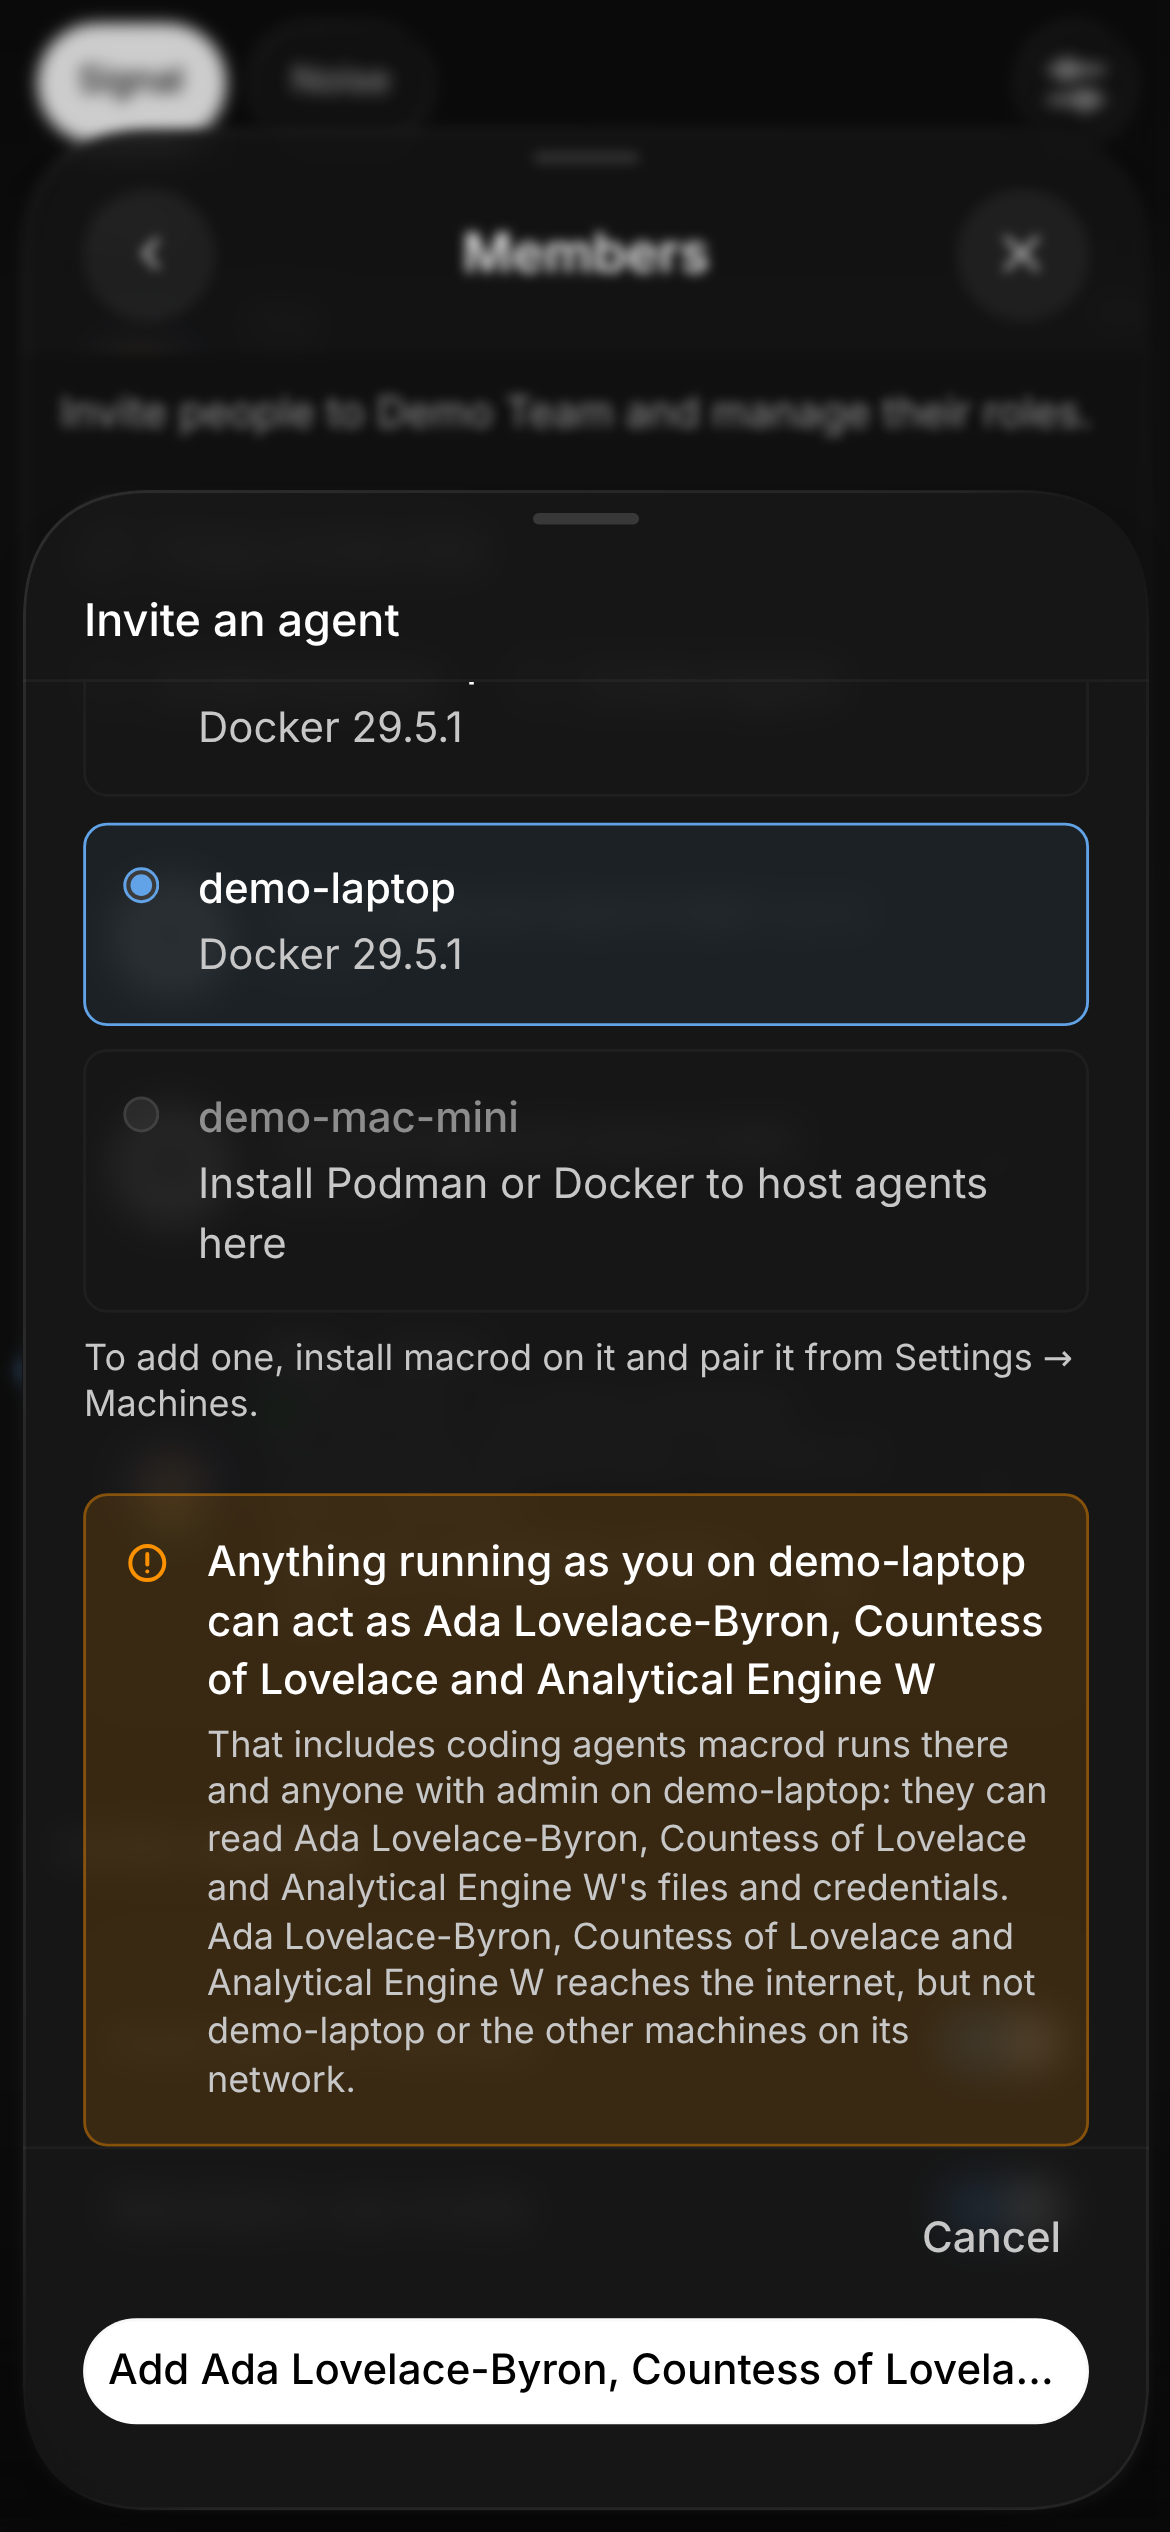 Signal
Noise
Members
Invite people to Demo Team and manage their roles.
Invite an agent
Docker 29.5.1
demo-laptop
Docker 29.5.1
demo-mac-mini
Install Podman or Docker to host agents
here
To add one, install macrod on it and pair it from Settings →
Machines.
Anything running as you on demo-laptop
can act as Ada Lovelace-Byron, Countess
of Lovelace and Analytical Engine W
That includes coding agents macrod runs there
and anyone with admin on demo-laptop: they can
read Ada Lovelace-Byron, Countess of Lovelace
and Analytical Engine W's files and credentials.
Ada Lovelace-Byron, Countess of Lovelace and
Analytical Engine W reaches the internet, but not
demo-laptop or the other machines on its
network.
Cancel
Add Ada Lovelace-Byron, Countess of Lovela...